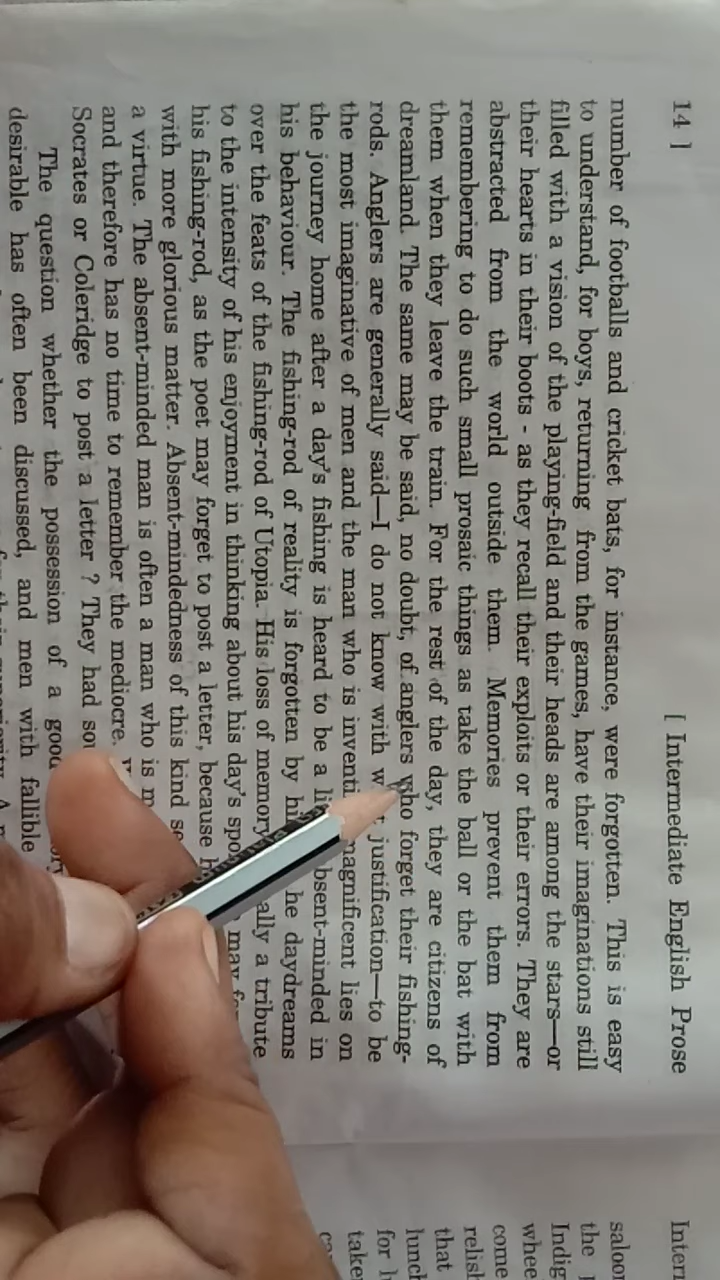 14 ] [ Intermediate English Prose
number of footballs and cricket bats, for instance, were forgotten. This is easy
to understand, for boys, returning from the games, have their imaginations still
filled with a vision of the playing-field and their heads are among the stars—or
their hearts in their boots - as they recall their exploits or their errors. They are
abstracted from the world outside them. Memories prevent them from
remembering to do such small prosaic things as take the ball or the bat with
them when they leave the train. For the rest of the day, they are citizens of
dreamland. The same may be said, no doubt, of anglers who forget their fishing-
rods. Anglers are generally said—I do not know with justification—to be
the most imaginative of men and the man who is magnificent lies on
the journey home after a day's fishing is heard to be a in
his behaviour. The fishing-rod of reality is forgotten by he daydreams
over the feats of the fishing-rod of Utopia. His loss of memory a tribute
to the intensity of his enjoyment in thinking about his day's may
his fishing-rod, as the poet may forget to post a letter, because
with more glorious matter. Absent-mindedness of this kind
a virtue. The absent-minded man is often a man who is
and therefore has no time to remember the mediocre.
Socrates or Coleridge to post a letter ? They had
The question whether the possession of a
desirable has often been discussed, and men with fallible
Inter
saloo
the
Indig
whee
come
relis
that
lunc
for
take